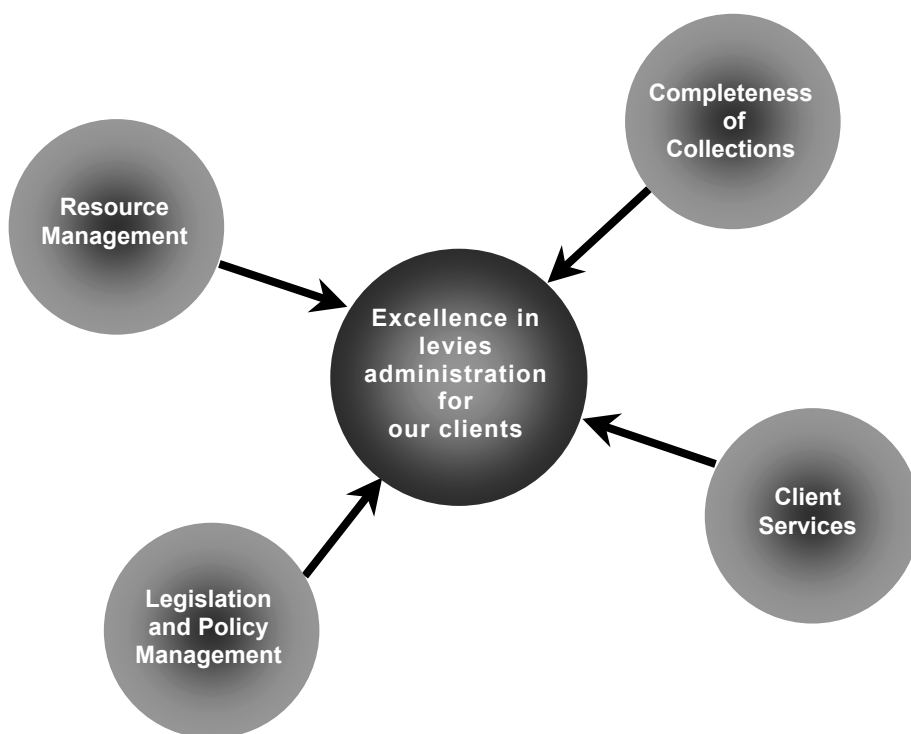 Completeness
of
Collections
Resource
Management
Excellence in
levies
administration
for
our clients
Client
Services
Legislation
and Policy
Management